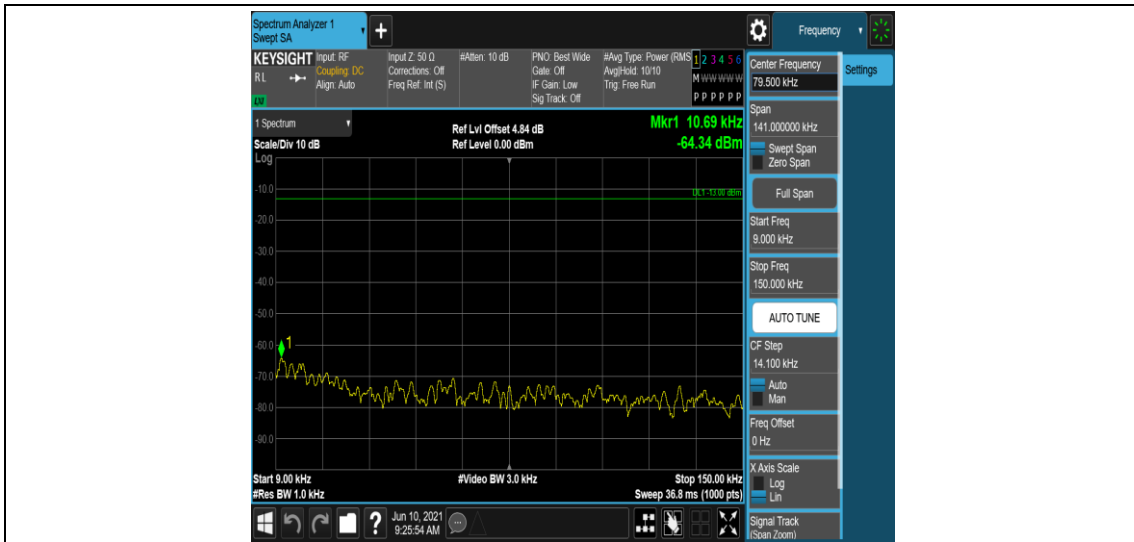 Spectrum Analyzer 1
Swept SA
+
Frequency
KEYSIGHT
RL
LXI
Input: RF
Coupling: DC
Align: Auto
Input Z: 50 Ω
Corrections: Off
Freq Ref: Int (S)
#Atten: 10 dB
PNO: Best Wide
Gate: Off
IF Gain: Low
Sig Track: Off
#Avg Type: Power (RMS
Avg|Hold: 10/10
Trig: Free Run
1 2 3 4 5 6
M W W W W W
P P P P P P
Center Frequency
79.500 kHz
Settings
1 Spectrum
Scale/Div 10 dB
Log
Ref Lvl Offset 4.84 dB
Ref Level 0.00 dBm
Mkr1 10.69 kHz
-64.34 dBm
Span
141.000000 kHz
Swept Span
Zero Span
Full Span
DL1 -13.00 dBm
-10.0
-20.0
-30.0
-40.0
-50.0
-60.0
-70.0
-80.0
-90.0
1
Start Freq
9.000 kHz
Stop Freq
150.000 kHz
AUTO TUNE
CF Step
14.100 kHz
Auto
Man
Freq Offset
0 Hz
X Axis Scale
Log
Lin
Signal Track
(Span Zoom)
Start 9.00 kHz
#Res BW 1.0 kHz
#Video BW 3.0 kHz
Stop 150.00 kHz
Sweep 36.8 ms (1000 pts)
?
Jun 10, 2021
9:25:54 AM